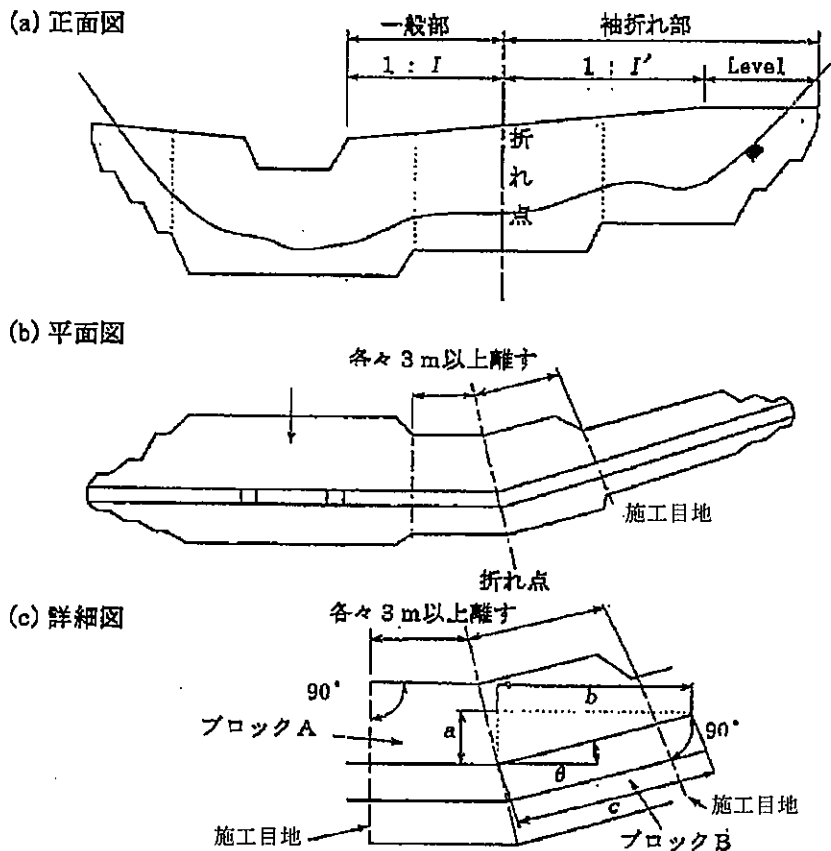 (a) 正面図
一般部
袖折れ部
1 : I
1 : I'
Level
折れ点
(b) 平面図
各々3m以上離す
施工目地
折れ点
(c) 詳細図
各々3m以上離す
90°
b
ブロックA
a
90°
θ
c
施工目地
施工目地
ブロックB